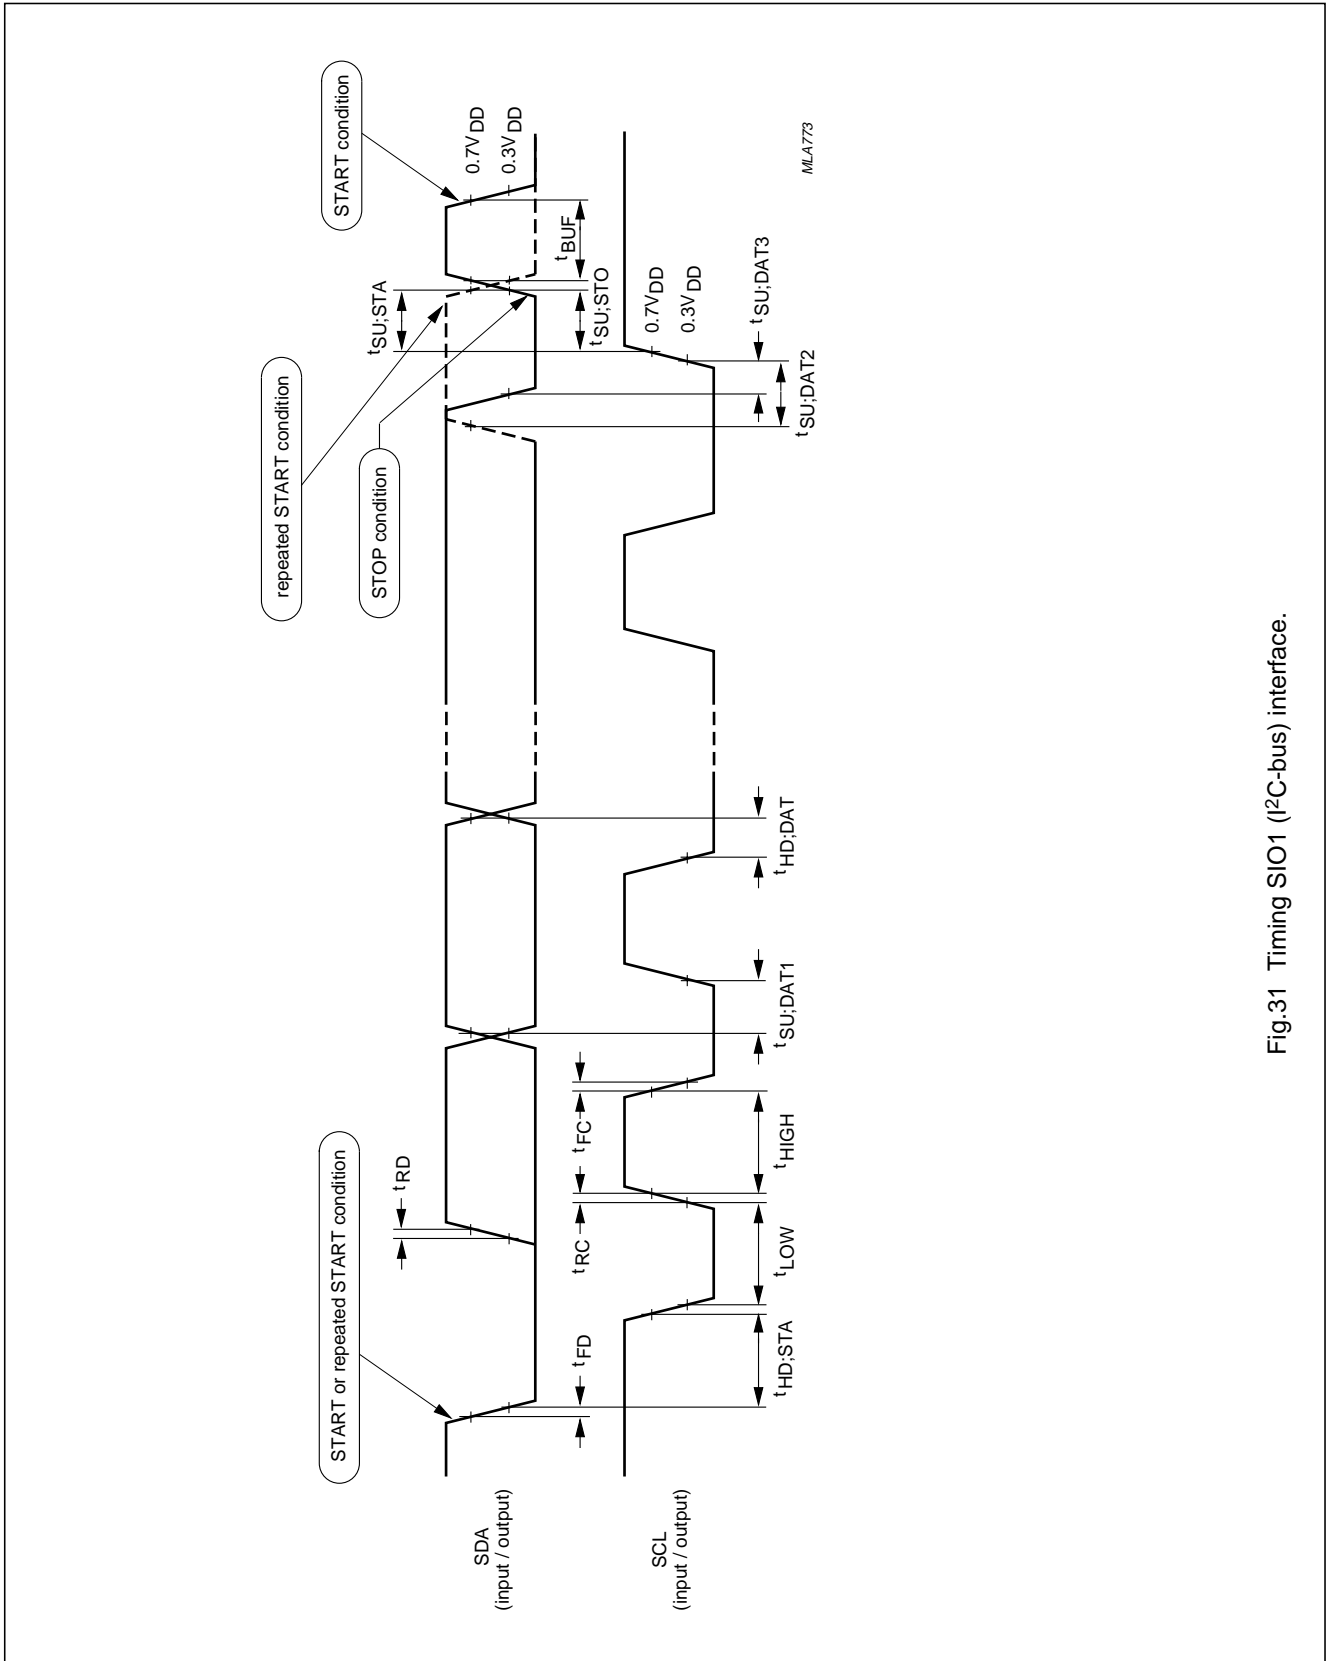 START or repeated START condition
repeated START condition
STOP condition
START condition
SDA
(input / output)
SCL
(input / output)
tFD
tRD
tSU;STA
0.7VDD
0.3VDD
tRC
tFC
tSU;STO
tBUF
0.7VDD
0.3VDD
tHD;STA
tLOW
tHIGH
tSU;DAT1
tHD;DAT
tSU;DAT2
tSU;DAT3
MLA773
Fig.31 Timing SIO1 (I²C-bus) interface.